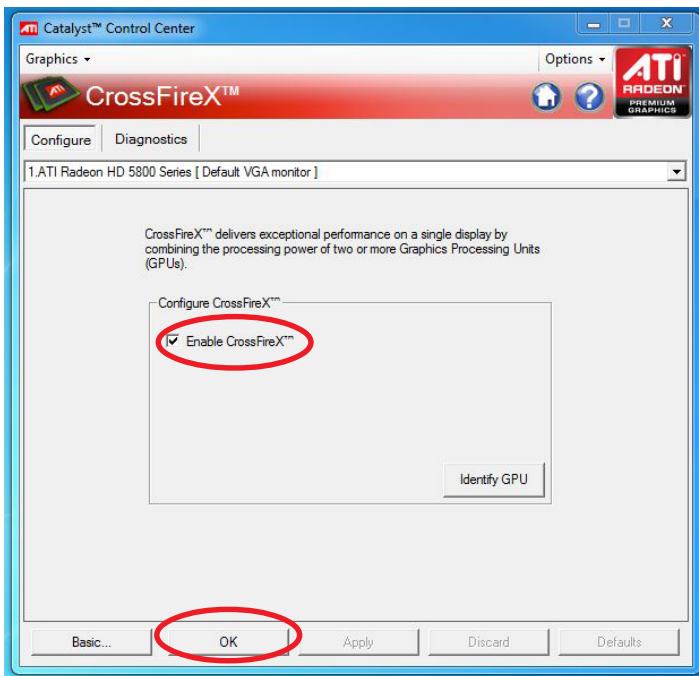 ATI Catalyst™ Control Center
Graphics Options
ATI
RADEON
PREMIUM
GRAPHICS
CrossFireX™
Configure Diagnostics
1.ATI Radeon HD 5800 Series [ Default VGA monitor ]
CrossFireX™ delivers exceptional performance on a single display by
combining the processing power of two or more Graphics Processing Units
(GPUs).
Configure CrossFireX™
Enable CrossFireX™
Identify GPU
Basic... OK Apply Discard Defaults